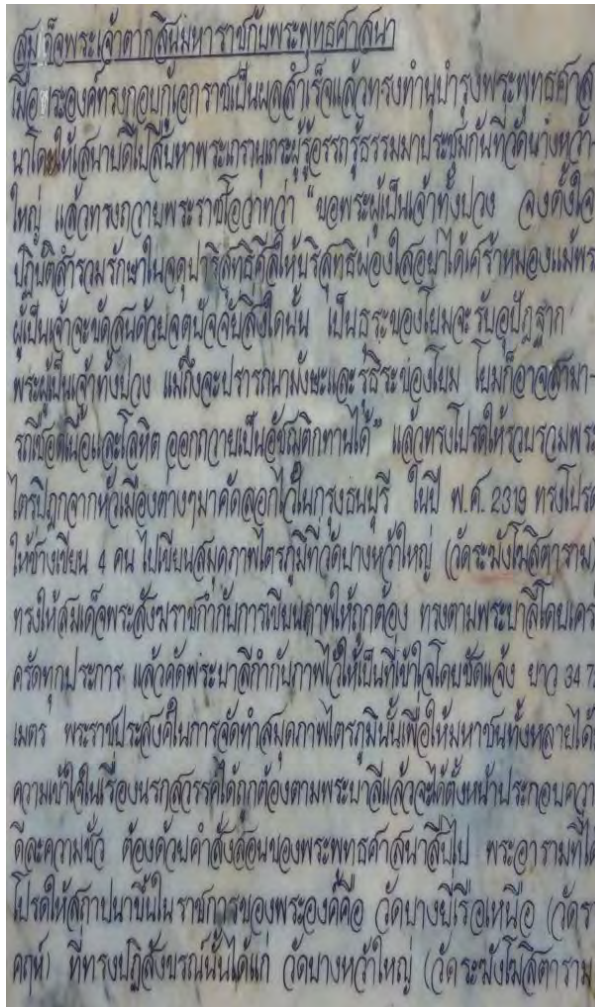 สมเด็จพระเจ้าตากสินมหาราชกับพระพุทธศาสนา
เมื่อพระองค์ทรงกอบกู้เอกราชเป็นผลสำเร็จแล้วทรงทำนุบำรุงพระพุทธศาส
นาโดยให้เสนาบดีไปสืบหาพระเถรานุเถระผู้รู้อรรถรู้ธรรมมาประชุมกันที่วัดบางหว้า-
ใหญ่ แล้วทรงถวายพระราชโอวาทว่า "ขอพระผู้เป็นเจ้าทั้งปวง จงตั้งใจ
ปฏิบัติสำรวมรักษาในจตุปาริสุทธิศีลให้บริสุทธิผ่องใสอย่าได้เศร้าหมองแม้พร
ผู้เป็นเจ้าจะขัดสนด้วยจตุปัจจัยสิ่งใดนั้น เป็นธุระของโยมจะรับอุปัฏฐาก
พระผู้เป็นเจ้าทั้งปวง แม้ถึงจะปรารถนามังษะและรุธิระของโยม โยมก็อาจสามา-
รถเชือดเนื้อและโลหิต ออกถวายเป็นอัชฌติกทานได้" แล้วทรงโปรดให้รวบรวมพระ
ไตรปิฎกจากหัวเมืองต่างๆมาคัดลอกไว้ในกรุงธนบุรี ในปี พ.ศ. 2319 ทรงโปรด
ให้ช่างเขียน 4 คน ไปเขียนสมุดภาพไตรภูมิที่วัดบางหว้าใหญ่ (วัดระฆังโฆสิตาราม)
ทรงให้สมเด็จพระสังฆราชกำกับการเขียนภาพให้ถูกต้อง ทรงตามพระบาลีโดยเคร่
ครัดทุกประการ แล้วคัดพระบาลีกำกับภาพไว้ให้เป็นที่เข้าใจโดยชัดแจ้ง ยาว 34.7
เมตร พระราชประสงค์ในการจัดทำสมุดภาพไตรภูมินั้นเพื่อให้มหาชนทั้งหลายได้
ความเข้าใจในเรื่องนรกสวรรค์ได้ถูกต้องตามพระบาลีแล้วจะได้ตั้งหน้าประกอบควา
ดีละความชั่ว ต้องด้วยคำสั่งสอนของพระพุทธศาสนาสืบไป พระอารามที่ได้
โปรดให้สถาปนาขึ้นในราชการของพระองค์คือ วัดบางยี่เรือเหนือ (วัดรา
คฤห์) ที่ทรงปฏิสังขรณ์นั้นได้แก่ วัดบางหว้าใหญ่ (วัดระฆังโฆสิตาราม